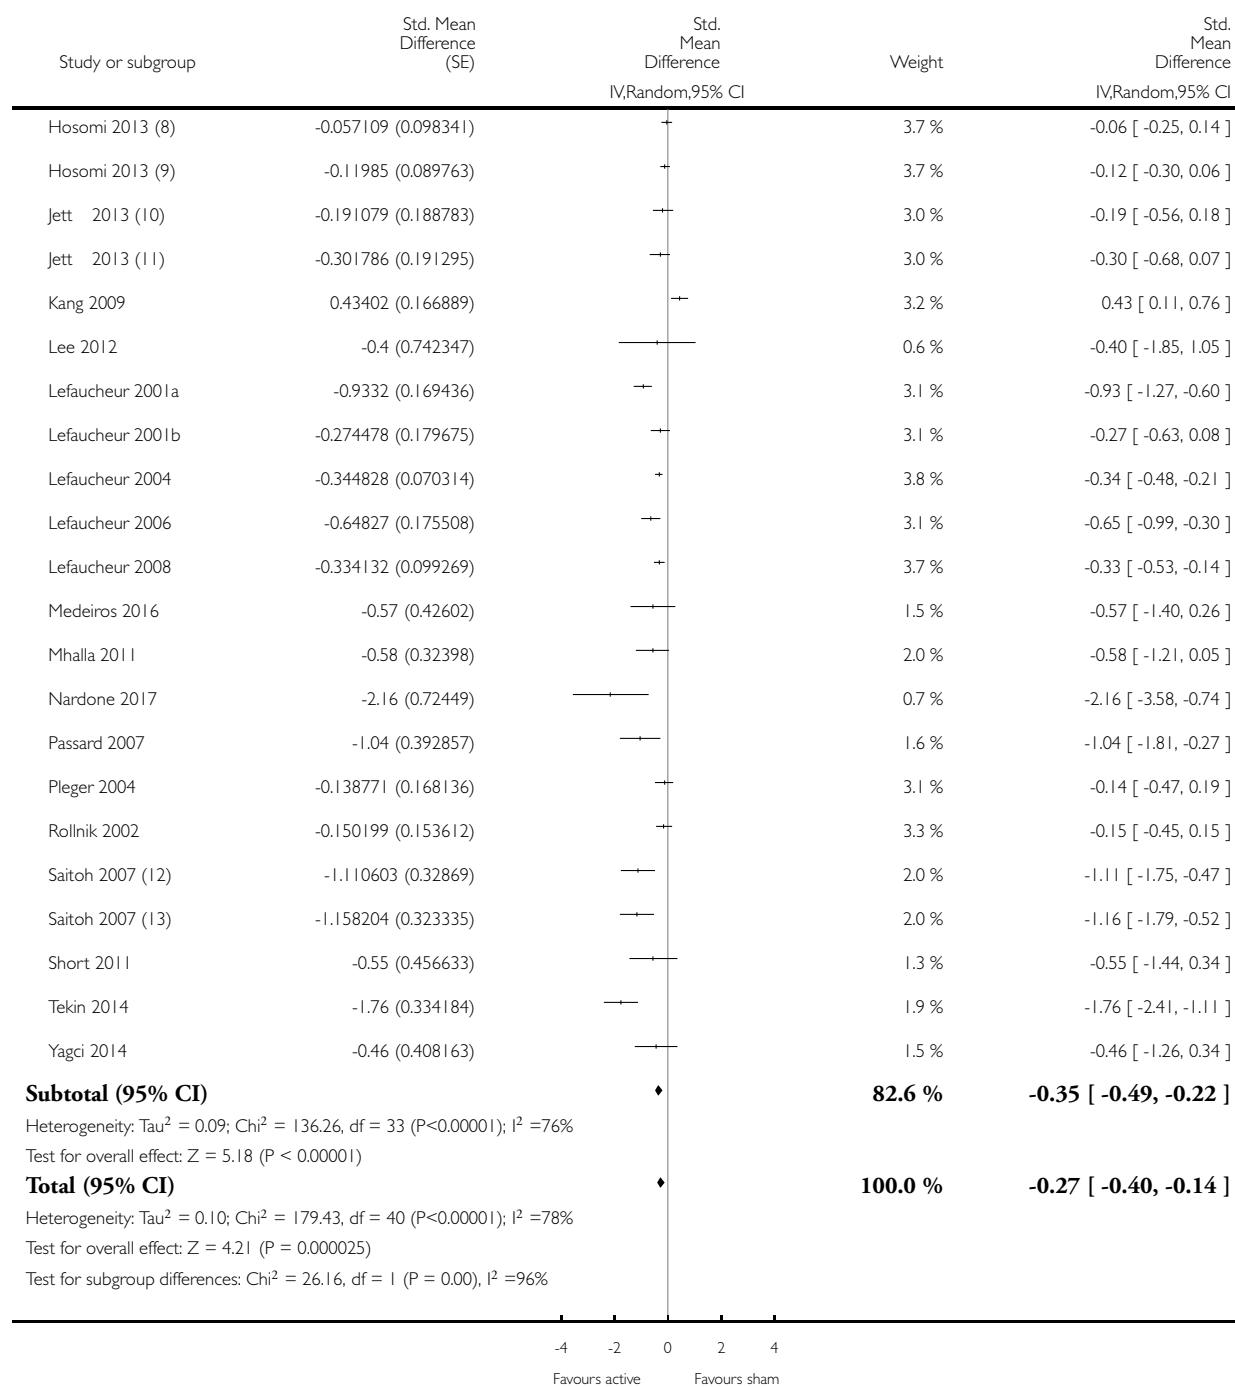 Study or subgroup
Std. Mean
Difference
(SE)
Std.
Mean
Difference
Weight
Std.
Mean
Difference
IV,Random,95% CI IV,Random,95% CI
Hosomi 2013 (8) -0.057109 (0.098341) 3.7 % -0.06 [ -0.25, 0.14 ]
Hosomi 2013 (9) -0.11985 (0.089763) 3.7 % -0.12 [ -0.30, 0.06 ]
Jett 2013 (10) -0.191079 (0.188783) 3.0 % -0.19 [ -0.56, 0.18 ]
Jett 2013 (11) -0.301786 (0.191295) 3.0 % -0.30 [ -0.68, 0.07 ]
Kang 2009 0.43402 (0.166889) 3.2 % 0.43 [ 0.11, 0.76 ]
Lee 2012 -0.4 (0.742347) 0.6 % -0.40 [ -1.85, 1.05 ]
Lefaucheur 2001a -0.9332 (0.169436) 3.1 % -0.93 [ -1.27, -0.60 ]
Lefaucheur 2001b -0.274478 (0.179675) 3.1 % -0.27 [ -0.63, 0.08 ]
Lefaucheur 2004 -0.344828 (0.070314) 3.8 % -0.34 [ -0.48, -0.21 ]
Lefaucheur 2006 -0.64827 (0.175508) 3.1 % -0.65 [ -0.99, -0.30 ]
Lefaucheur 2008 -0.334132 (0.099269) 3.7 % -0.33 [ -0.53, -0.14 ]
Medeiros 2016 -0.57 (0.42602) 1.5 % -0.57 [ -1.40, 0.26 ]
Mhalla 2011 -0.58 (0.32398) 2.0 % -0.58 [ -1.21, 0.05 ]
Nardone 2017 -2.16 (0.72449) 0.7 % -2.16 [ -3.58, -0.74 ]
Passard 2007 -1.04 (0.392857) 1.6 % -1.04 [ -1.81, -0.27 ]
Pleger 2004 -0.138771 (0.168136) 3.1 % -0.14 [ -0.47, 0.19 ]
Rollnik 2002 -0.150199 (0.153612) 3.3 % -0.15 [ -0.45, 0.15 ]
Saitoh 2007 (12) -1.110603 (0.32869) 2.0 % -1.11 [ -1.75, -0.47 ]
Saitoh 2007 (13) -1.158204 (0.323335) 2.0 % -1.16 [ -1.79, -0.52 ]
Short 2011 -0.55 (0.456633) 1.3 % -0.55 [ -1.44, 0.34 ]
Tekin 2014 -1.76 (0.334184) 1.9 % -1.76 [ -2.41, -1.11 ]
Yagci 2014 -0.46 (0.408163) 1.5 % -0.46 [ -1.26, 0.34 ]
Subtotal (95% CI) 82.6 % -0.35 [ -0.49, -0.22 ]
Heterogeneity: Tau² = 0.09; Chi² = 136.26, df = 33 (P<0.00001); I² =76%
Test for overall effect: Z = 5.18 (P < 0.00001)
Total (95% CI) 100.0 % -0.27 [ -0.40, -0.14 ]
Heterogeneity: Tau² = 0.10; Chi² = 179.43, df = 40 (P<0.00001); I² =78%
Test for overall effect: Z = 4.21 (P = 0.000025)
Test for subgroup differences: Chi² = 26.16, df = 1 (P = 0.00), I² =96%
-4 -2 0 2 4
Favours active Favours sham